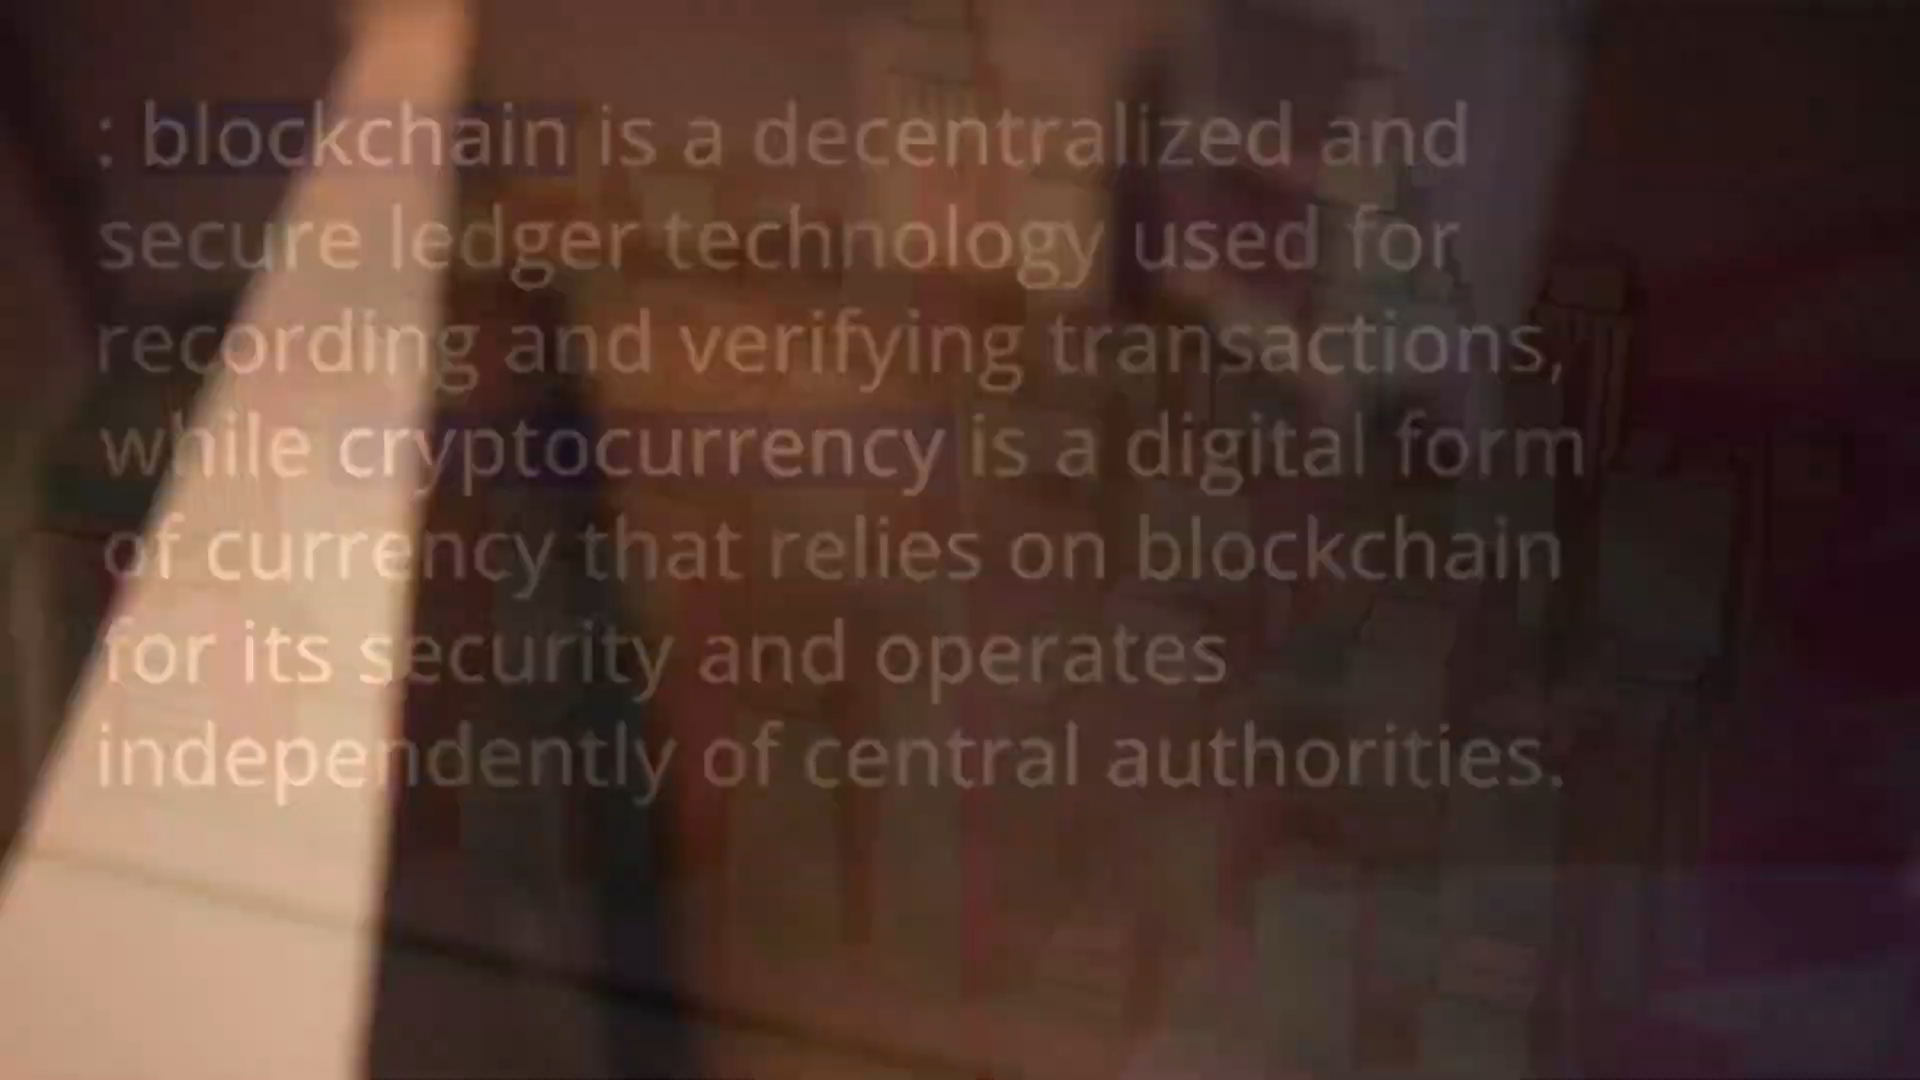 : blockchain is a decentralized and
secure ledger technology used for
recording and verifying transactions,
while cryptocurrency is a digital form
of currency that relies on blockchain
for its security and operates
independently of central authorities.